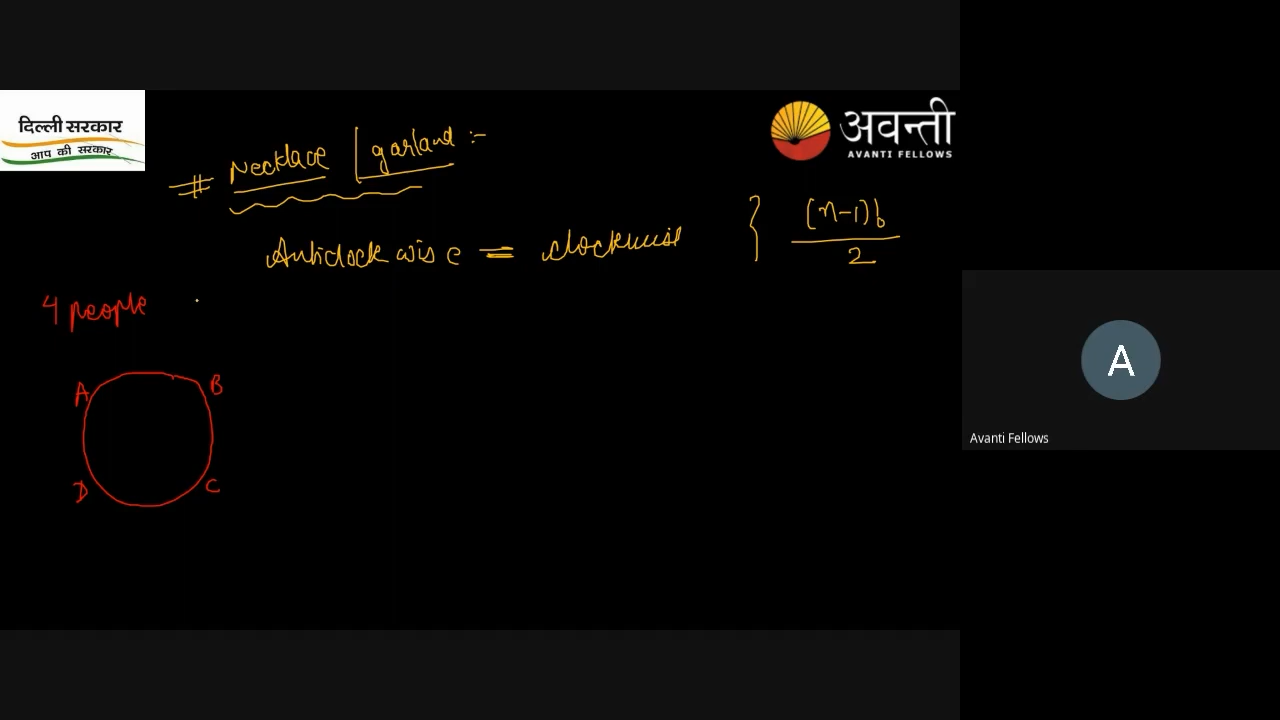 दिल्ली सरकार
आप की सरकार
अवन्ती
AVANTI FELLOWS
# Necklace | garland :-
Anticlockwise = clockwise } (n-1)!
2
4 people
A B
D C
A
Avanti Fellows